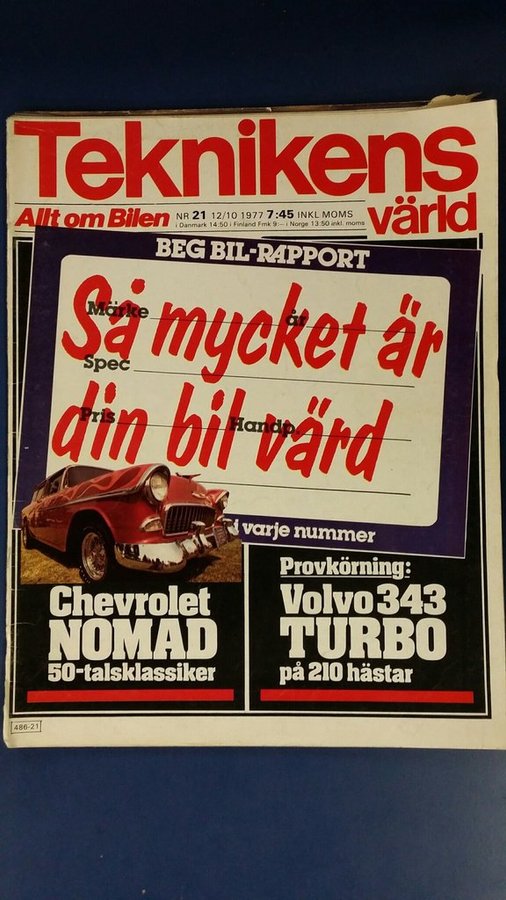 Teknikens
Allt om Bilen NR 21 12/10 1977 7:45 INKL MOMS
i Danmark 14:50 i Finland Fmk 9:– i Norge 13:50 inkl. moms
värld
BEG BIL-RAPPORT
Så mycket är
Märke år
Spec
din bil värd
Pris Handp.
i varje nummer
Chevrolet
NOMAD
50-talsklassiker
Provkörning:
Volvo 343
TURBO
på 210 hästar
486-21